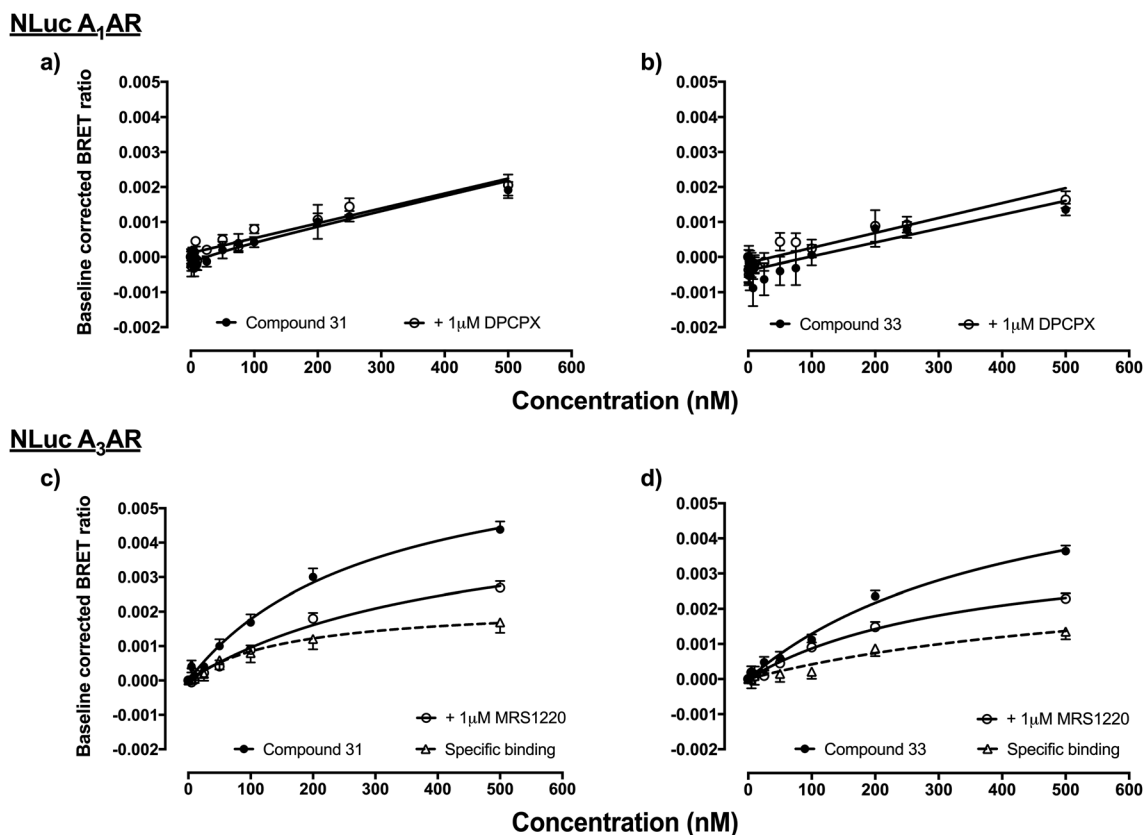 NLuc A₁AR
a)
b)
Baseline corrected BRET ratio
0.005
0.004
0.003
0.002
0.001
0.000
-0.001
-0.002
Compound 31
+ 1µM DPCPX
0 100 200 300 400 500 600
0.005
0.004
0.003
0.002
0.001
0.000
-0.001
-0.002
Compound 33
+ 1µM DPCPX
0 100 200 300 400 500 600
Concentration (nM)
NLuc A₃AR
c)
d)
Baseline corrected BRET ratio
0.005
0.004
0.003
0.002
0.001
0.000
-0.001
-0.002
+ 1µM MRS1220
Compound 31
Specific binding
0 100 200 300 400 500 600
0.005
0.004
0.003
0.002
0.001
0.000
-0.001
-0.002
+ 1µM MRS1220
Compound 33
Specific binding
0 100 200 300 400 500 600
Concentration (nM)